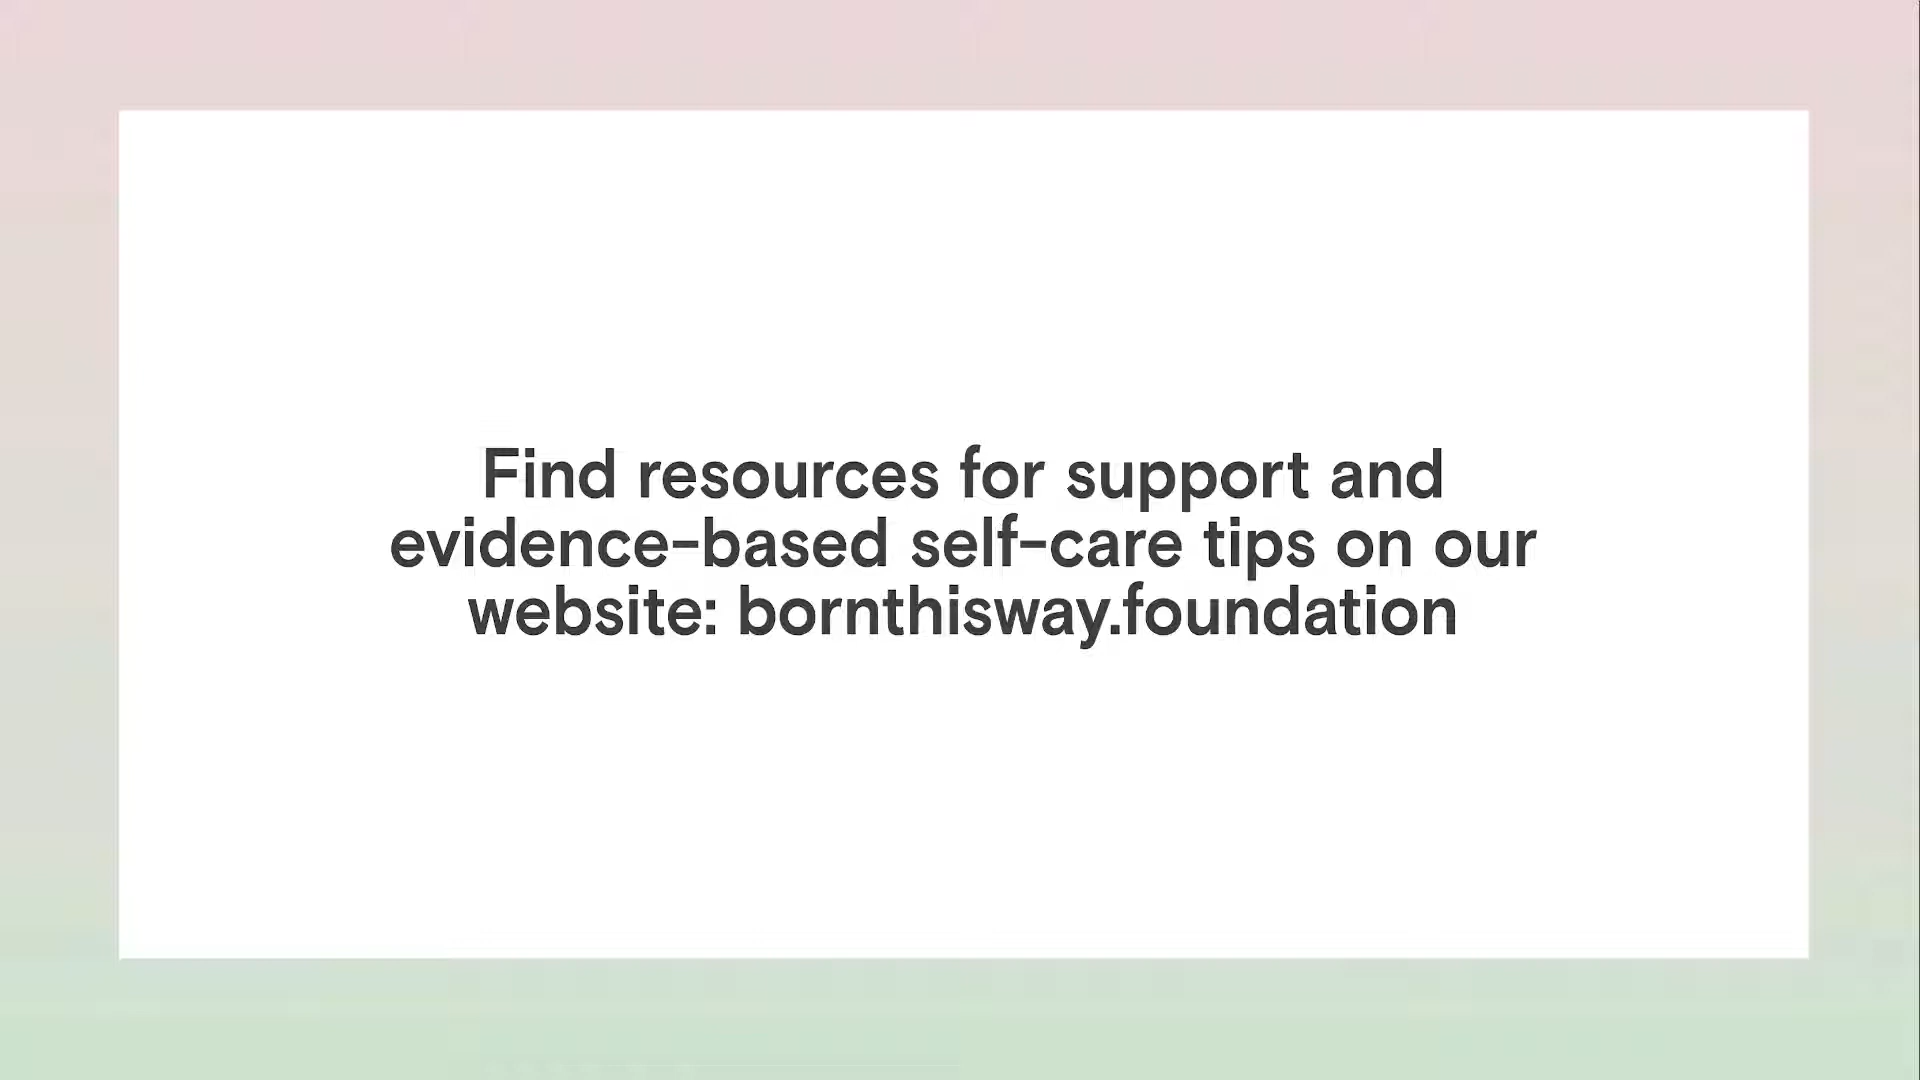 Find resources for support and
evidence-based self-care tips on our
website: bornthisway.foundation